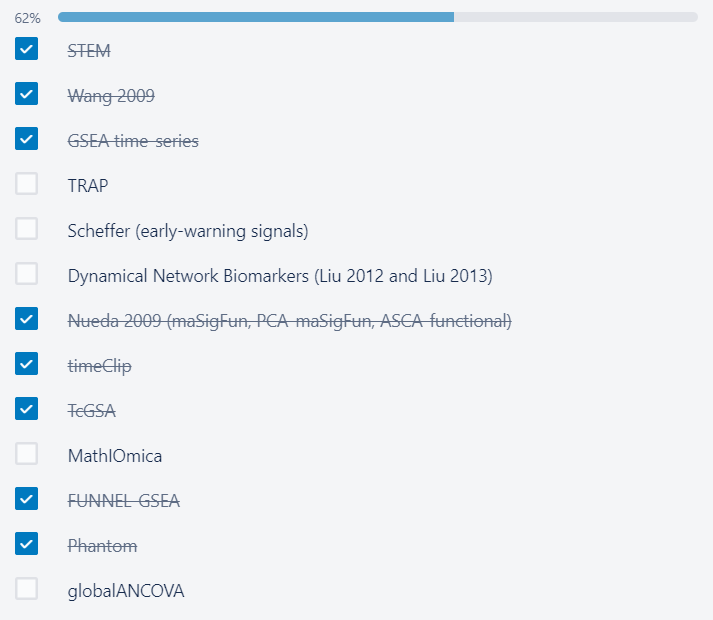 62%
STEM
Wang 2009
GSEA time-series
TRAP
Scheffer (early-warning signals)
Dynamical Network Biomarkers (Liu 2012 and Liu 2013)
Nueda 2009 (maSigFun, PCA-maSigFun, ASCA-functional)
timeClip
TcGSA
MathIOmica
FUNNEL-GSEA
Phantom
globalANCOVA